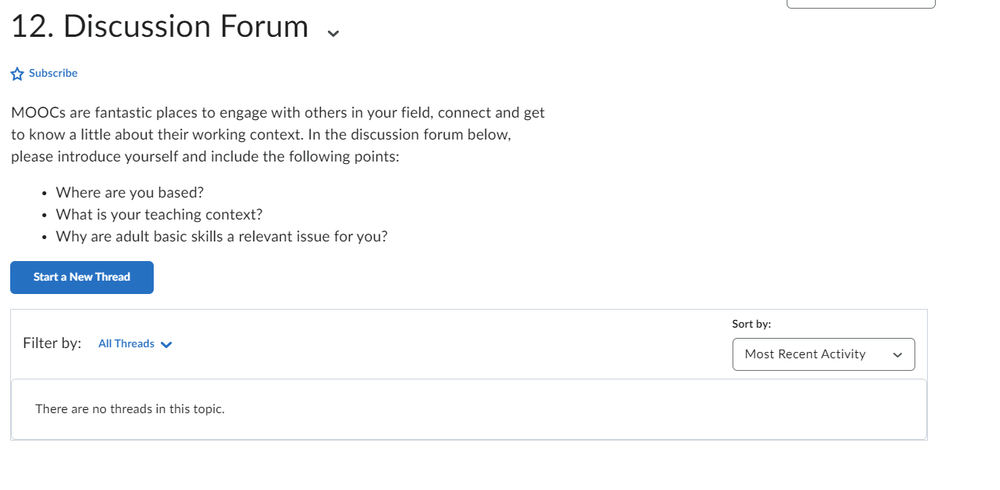 12. Discussion Forum
Subscribe
MOOCs are fantastic places to engage with others in your field, connect and get
to know a little about their working context. In the discussion forum below,
please introduce yourself and include the following points:
• Where are you based?
• What is your teaching context?
• Why are adult basic skills a relevant issue for you?
Start a New Thread
Sort by:
Filter by: All Threads
Most Recent Activity
There are no threads in this topic.